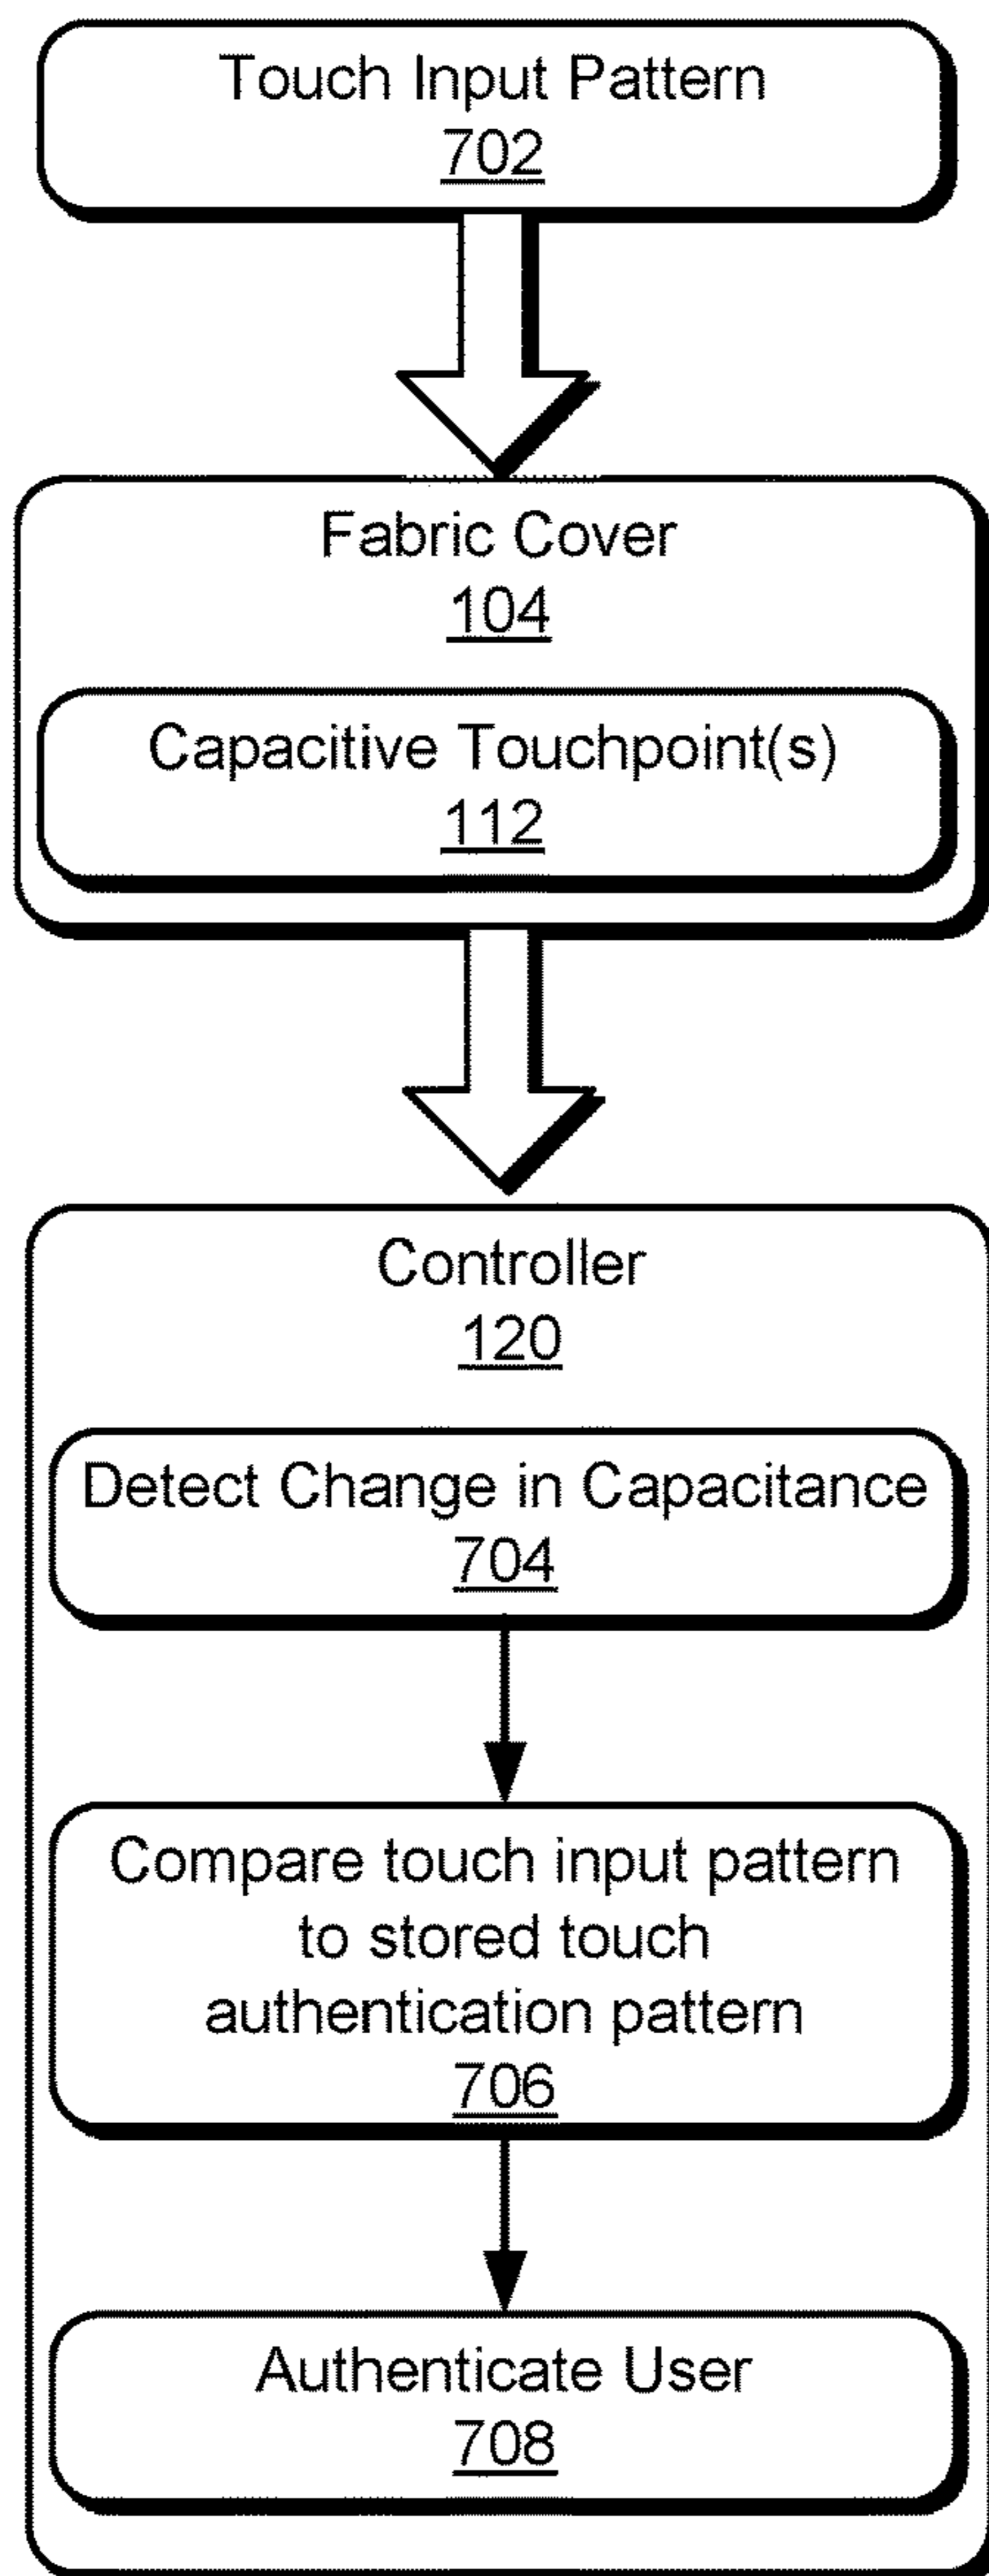 Touch Input Pattern
702
Fabric Cover
104
Capacitive Touchpoint(s)
112
Controller
120
Detect Change in Capacitance
704
Compare touch input pattern
to stored touch
authentication pattern
706
Authenticate User
708